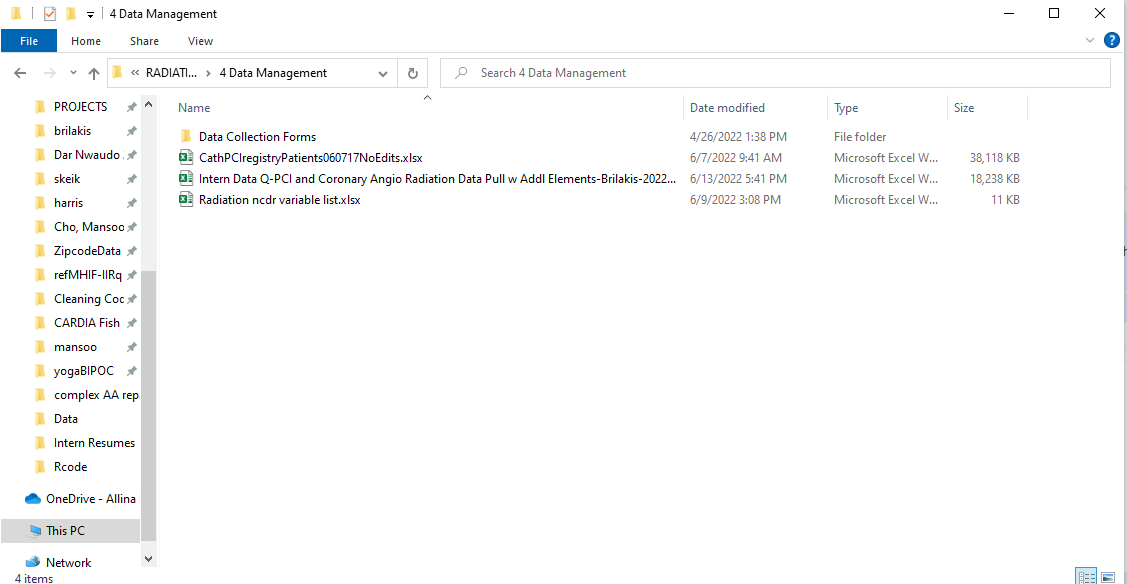 4 Data Management
File Home Share View
« RADIATI... › 4 Data Management Search 4 Data Management
Name Date modified Type Size
PROJECTS
brilakis
Dar Nwaudo
skeik
harris
Cho, Mansoo
ZipcodeData
refMHIF-IIRq
Cleaning Coc
CARDIA Fish
mansoo
yogaBIPOC
complex AA rep
Data
Intern Resumes
Rcode
OneDrive - Allina
This PC
Network
Data Collection Forms 4/26/2022 1:38 PM File folder
CathPCIregistryPatients060717NoEdits.xlsx 6/7/2022 9:41 AM Microsoft Excel W... 38,118 KB
Intern Data Q-PCI and Coronary Angio Radiation Data Pull w Addl Elements-Brilakis-2022... 6/13/2022 5:41 PM Microsoft Excel W... 18,238 KB
Radiation ncdr variable list.xlsx 6/9/2022 3:08 PM Microsoft Excel W... 11 KB
4 items